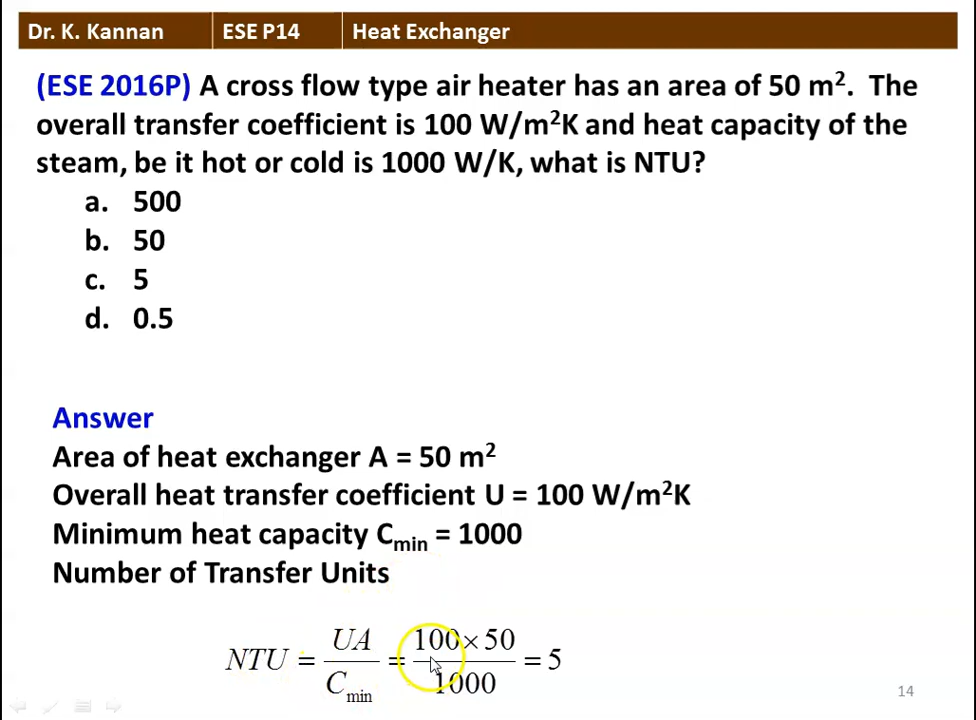 Dr. K. Kannan ESE P14 Heat Exchanger
(ESE 2016P) A cross flow type air heater has an area of 50 m². The
overall transfer coefficient is 100 W/m²K and heat capacity of the
steam, be it hot or cold is 1000 W/K, what is NTU?
a. 500
b. 50
c. 5
d. 0.5
Answer
Area of heat exchanger A = 50 m²
Overall heat transfer coefficient U = 100 W/m²K
Minimum heat capacity Cmin = 1000
Number of Transfer Units
NTU = UA / Cmin = 100 × 50 / 1000 = 5
14